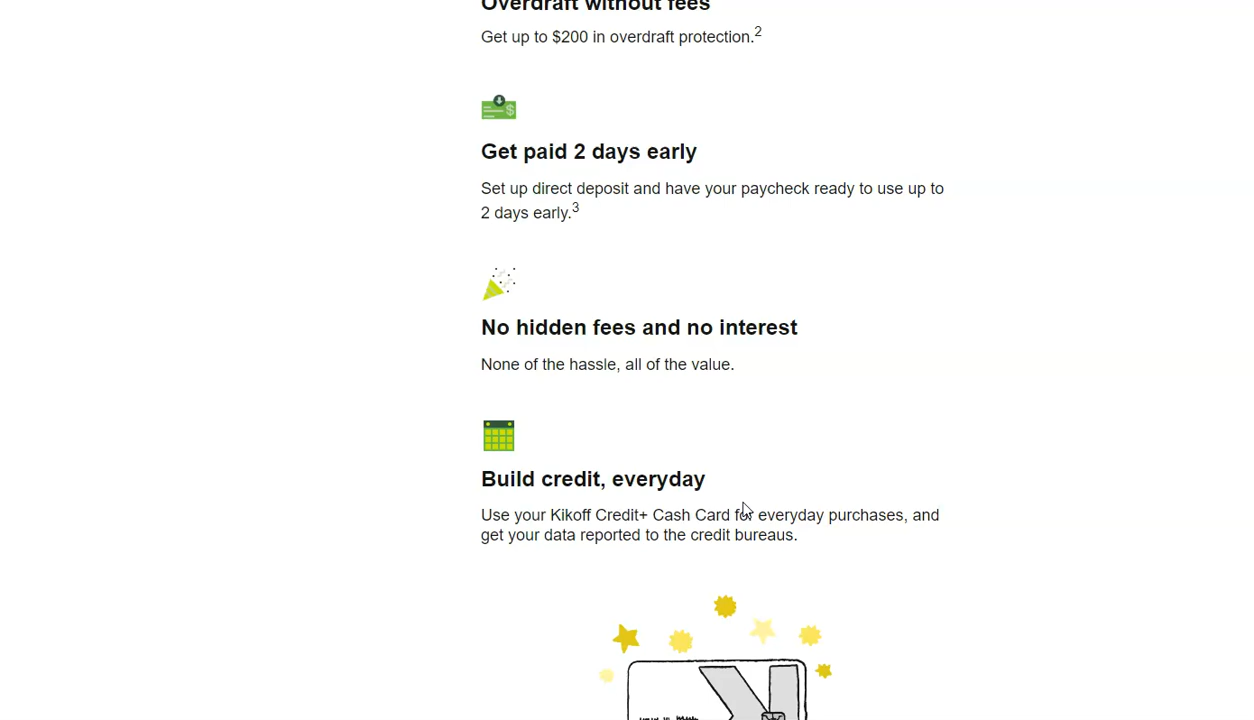 Overdraft without fees
Get up to $200 in overdraft protection.2
Get paid 2 days early
Set up direct deposit and have your paycheck ready to use up to
2 days early.3
No hidden fees and no interest
None of the hassle, all of the value.
Build credit, everyday
Use your Kikoff Credit+ Cash Card for everyday purchases, and
get your data reported to the credit bureaus.